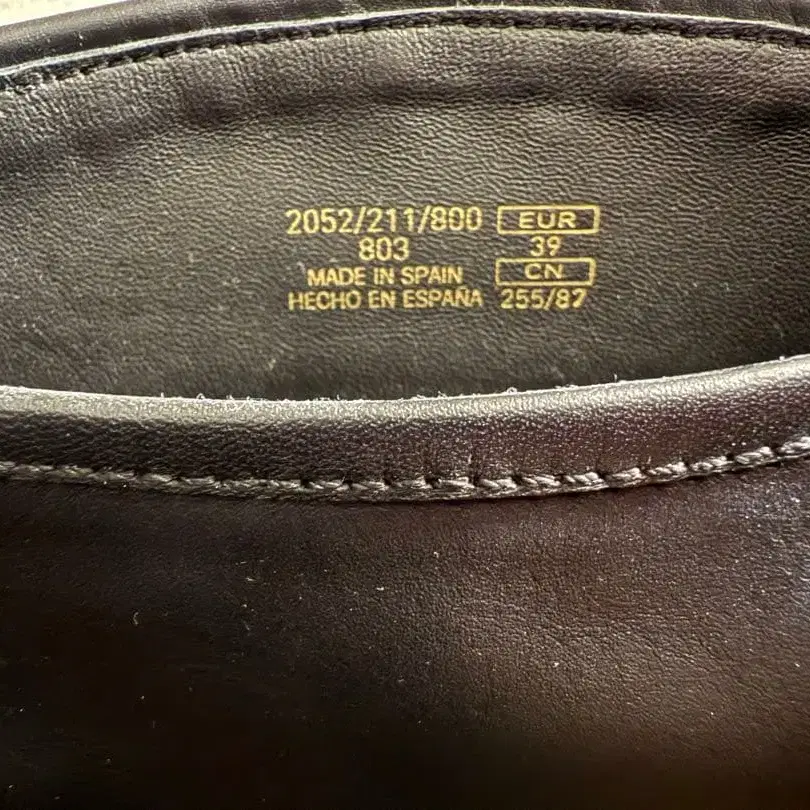 2052/211/800 EUR
803 39
MADE IN SPAIN CN
HECHO EN ESPAÑA 255/87